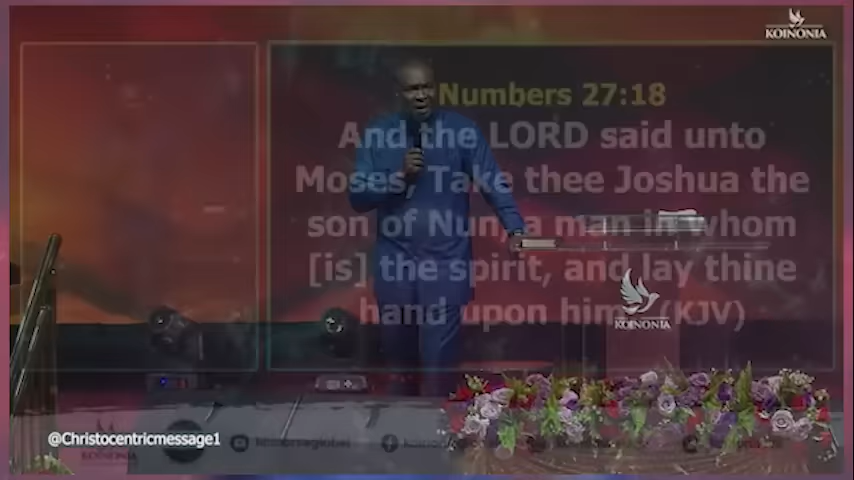 KOINONIA
Numbers 27:18
And the LORD said unto
Moses, Take thee Joshua the
son of Nun, a man in whom
[is] the spirit, and lay thine
hand upon him; (KJV)
KOINONIA
@Christocentricmessage1
KOINONIA